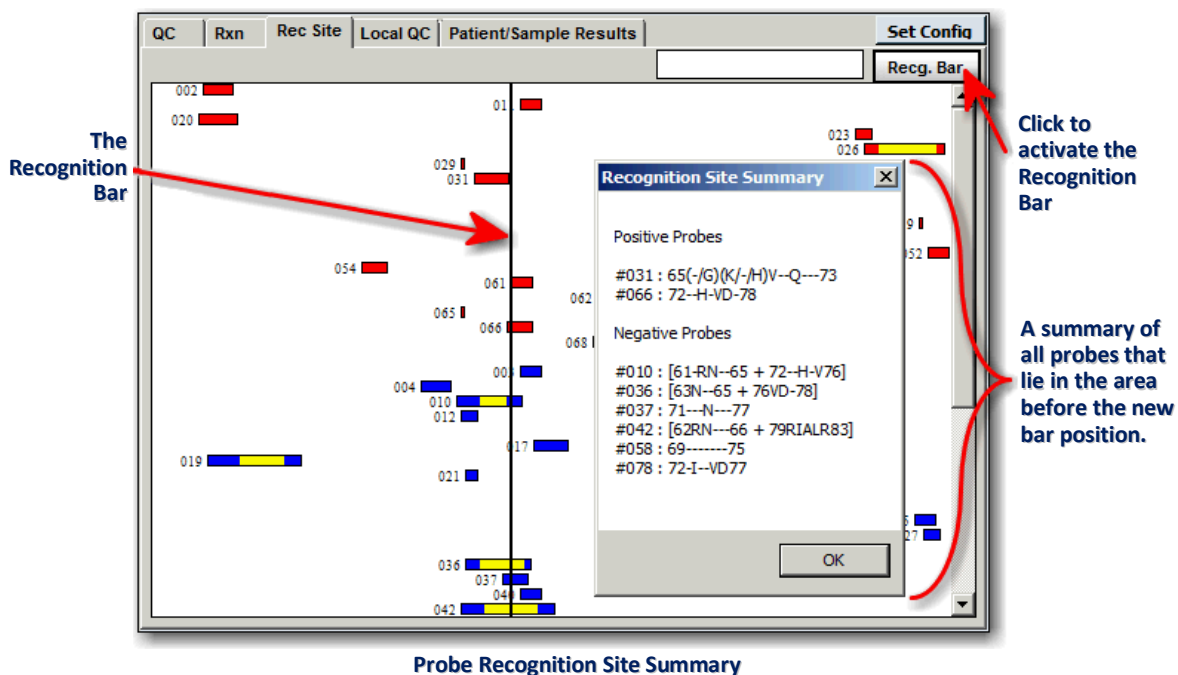 QC Rxn Rec Site Local QC Patient/Sample Results Set Config
Recg. Bar
002
011
020
023
026
029
031
054
061
062
065
066
068
004
010
012
017
019
021
036
037
040
042
052
The
Recognition
Bar
Recognition Site Summary
Positive Probes
#031 : 65(-/G)(K/-/H)V--Q---73
#066 : 72--H-VD-78
Negative Probes
#010 : [61-RN--65 + 72--H-V76]
#036 : [63N--65 + 76VD-78]
#037 : 71---N---77
#042 : [62RN---66 + 79RIALR83]
#058 : 69-------75
#078 : 72-I--VD77
OK
Click to
activate the
Recognition
Bar
A summary of
all probes that
lie in the area
before the new
bar position.
Probe Recognition Site Summary